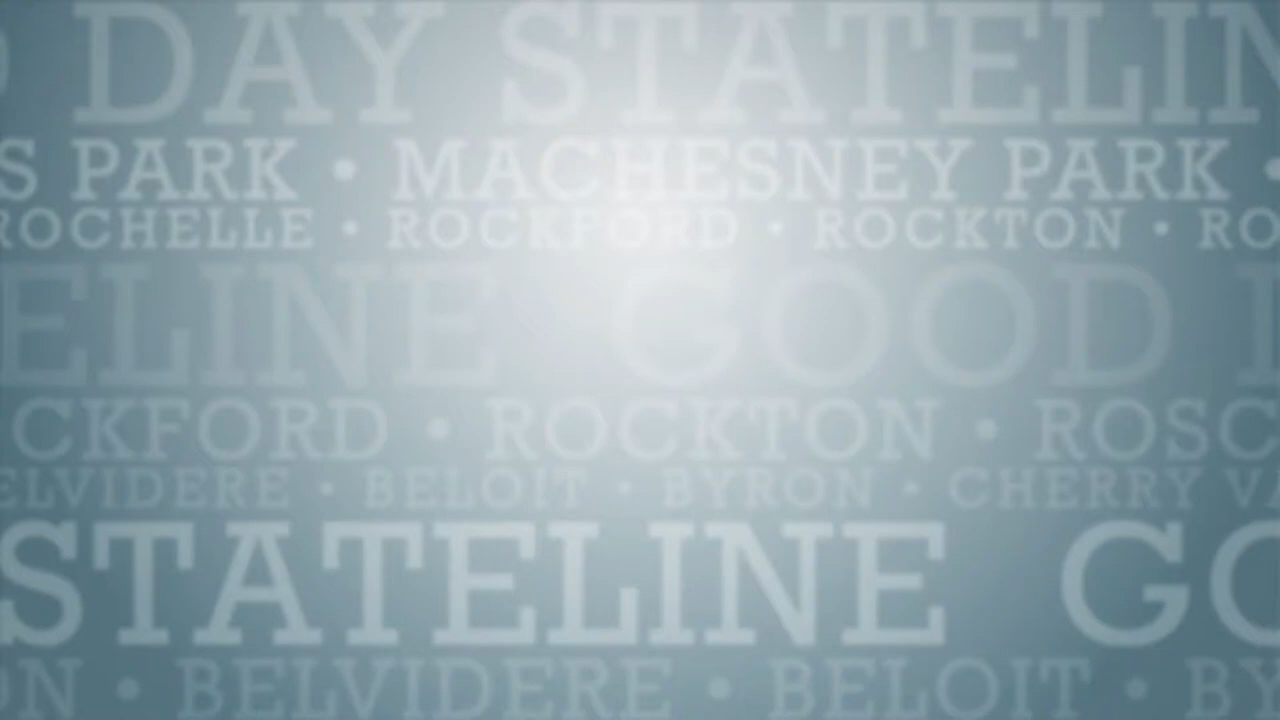 DAY STATELIN
S PARK • MACHESNEY PARK •
ROCHELLE • ROCKFORD • ROCKTON • RO
ELINE GOOD
CKFORD • ROCKTON • ROSC
ELVIDERE • BELOIT • BYRON • CHERRY VA
STATELINE GO
ON • BELVIDERE • BELOIT • BY